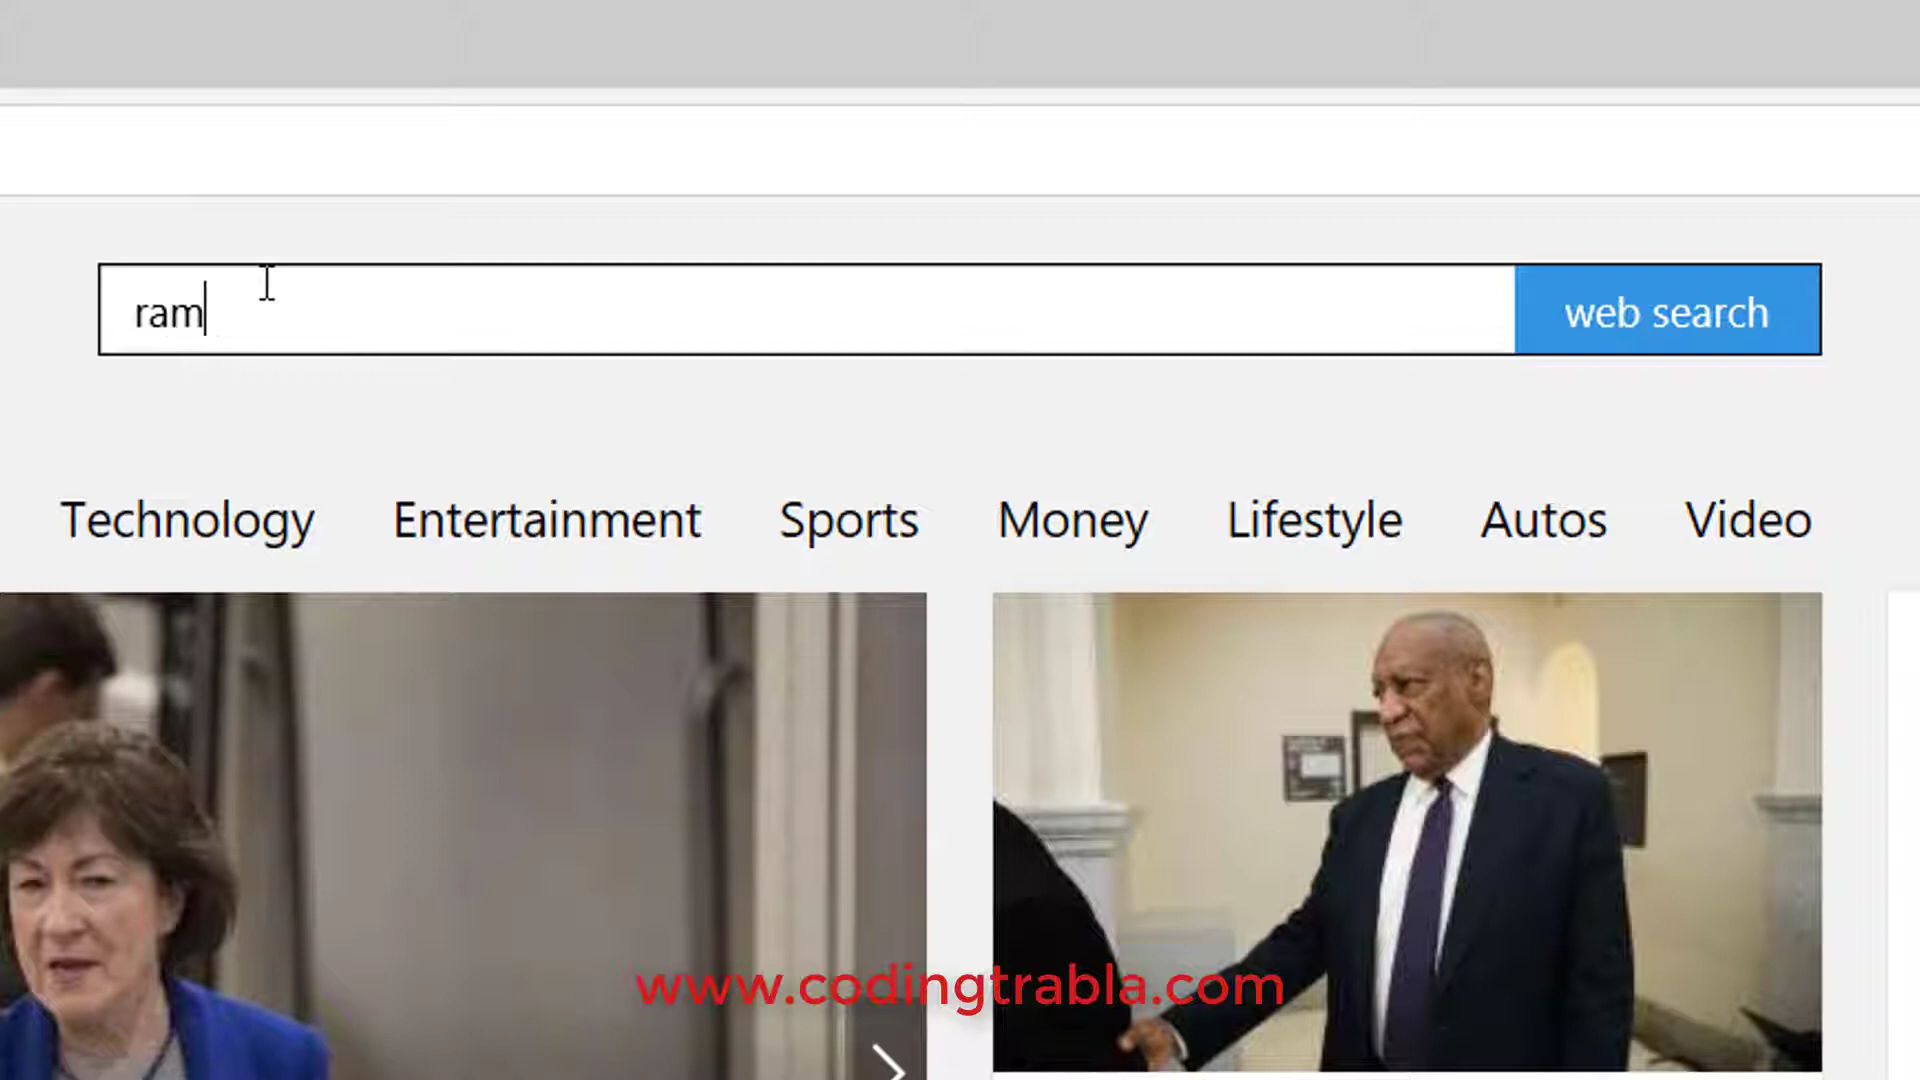 ram
web search
Technology Entertainment Sports Money Lifestyle Autos Video
www.codingtrabla.com